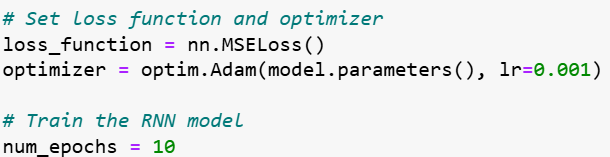 # Set loss function and optimizer
loss_function = nn.MSELoss()
optimizer = optim.Adam(model.parameters(), lr=0.001)
# Train the RNN model
num_epochs = 10